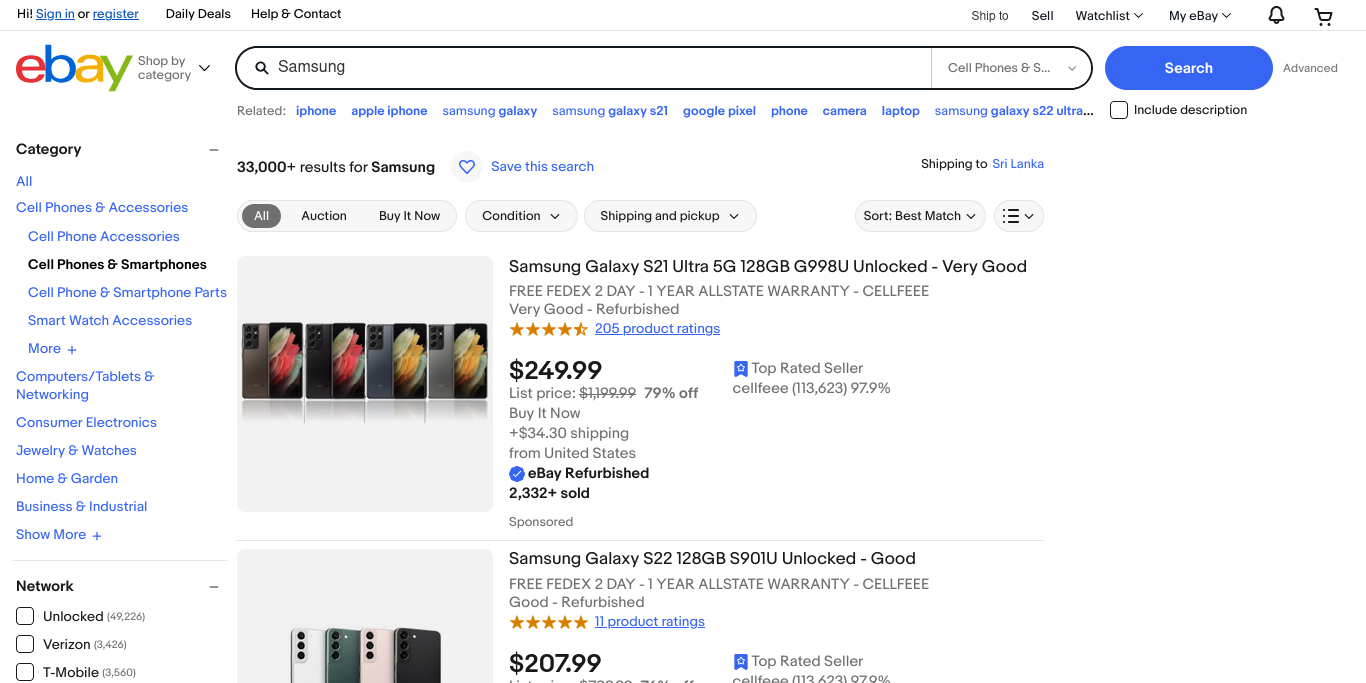 Hi! Sign in or register
Daily Deals
Help & Contact
Ship to
Sell
Watchlist
My eBay
ebay
Shop by
category
Samsung
Cell Phones & S...
Search
Advanced
Related: iphone apple iphone samsung galaxy samsung galaxy s21 google pixel phone camera laptop samsung galaxy s22 ultra...
Include description
Category
All
Cell Phones & Accessories
Cell Phone Accessories
Cell Phones & Smartphones
Cell Phone & Smartphone Parts
Smart Watch Accessories
More +
Computers/Tablets &
Networking
Consumer Electronics
Jewelry & Watches
Home & Garden
Business & Industrial
Show More +
Network
Unlocked (49,226)
Verizon (3,426)
T-Mobile (3,560)
33,000+ results for Samsung
Save this search
Shipping to Sri Lanka
All
Auction
Buy It Now
Condition
Shipping and pickup
Sort: Best Match
Samsung Galaxy S21 Ultra 5G 128GB G998U Unlocked - Very Good
FREE FEDEX 2 DAY - 1 YEAR ALLSTATE WARRANTY - CELLFEEE
Very Good - Refurbished
205 product ratings
$249.99
List price: $1,199.99 79% off
Buy It Now
+$34.30 shipping
from United States
eBay Refurbished
2,332+ sold
Sponsored
Top Rated Seller
cellfeee (113,623) 97.9%
Samsung Galaxy S22 128GB S901U Unlocked - Good
FREE FEDEX 2 DAY - 1 YEAR ALLSTATE WARRANTY - CELLFEEE
Good - Refurbished
11 product ratings
$207.99
Top Rated Seller
cellfeee (113,623) 97.9%